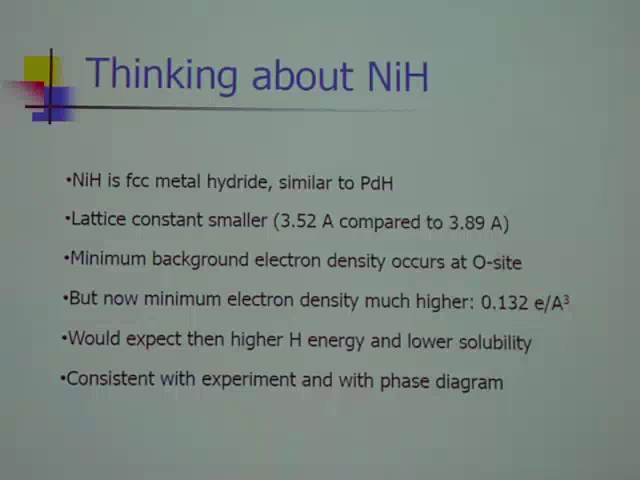 Thinking about NiH
•NiH is fcc metal hydride, similar to PdH
•Lattice constant smaller (3.52 A compared to 3.89 A)
•Minimum background electron density occurs at O-site
•But now minimum electron density much higher: 0.132 e/A³
•Would expect then higher H energy and lower solubility
•Consistent with experiment and with phase diagram